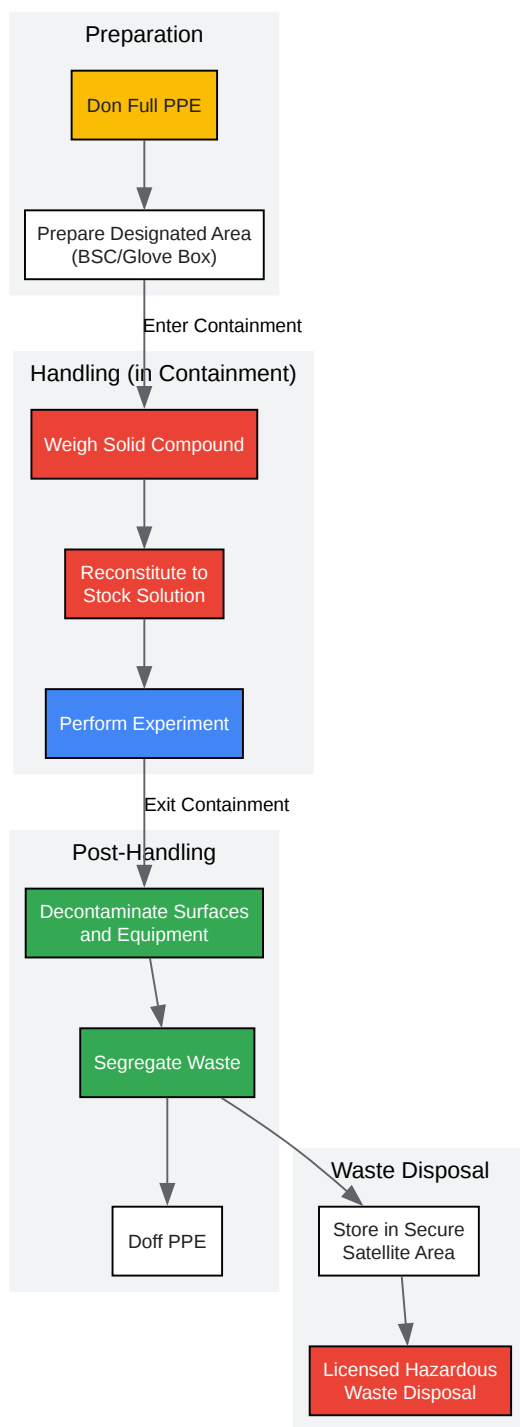 Preparation
Don Full PPE
Prepare Designated Area
(BSC/Glove Box)
Enter Containment
Handling (in Containment)
Weigh Solid Compound
Reconstitute to
Stock Solution
Perform Experiment
Exit Containment
Post-Handling
Decontaminate Surfaces
and Equipment
Segregate Waste
Doff PPE
Waste Disposal
Store in Secure
Satellite Area
Licensed Hazardous
Waste Disposal